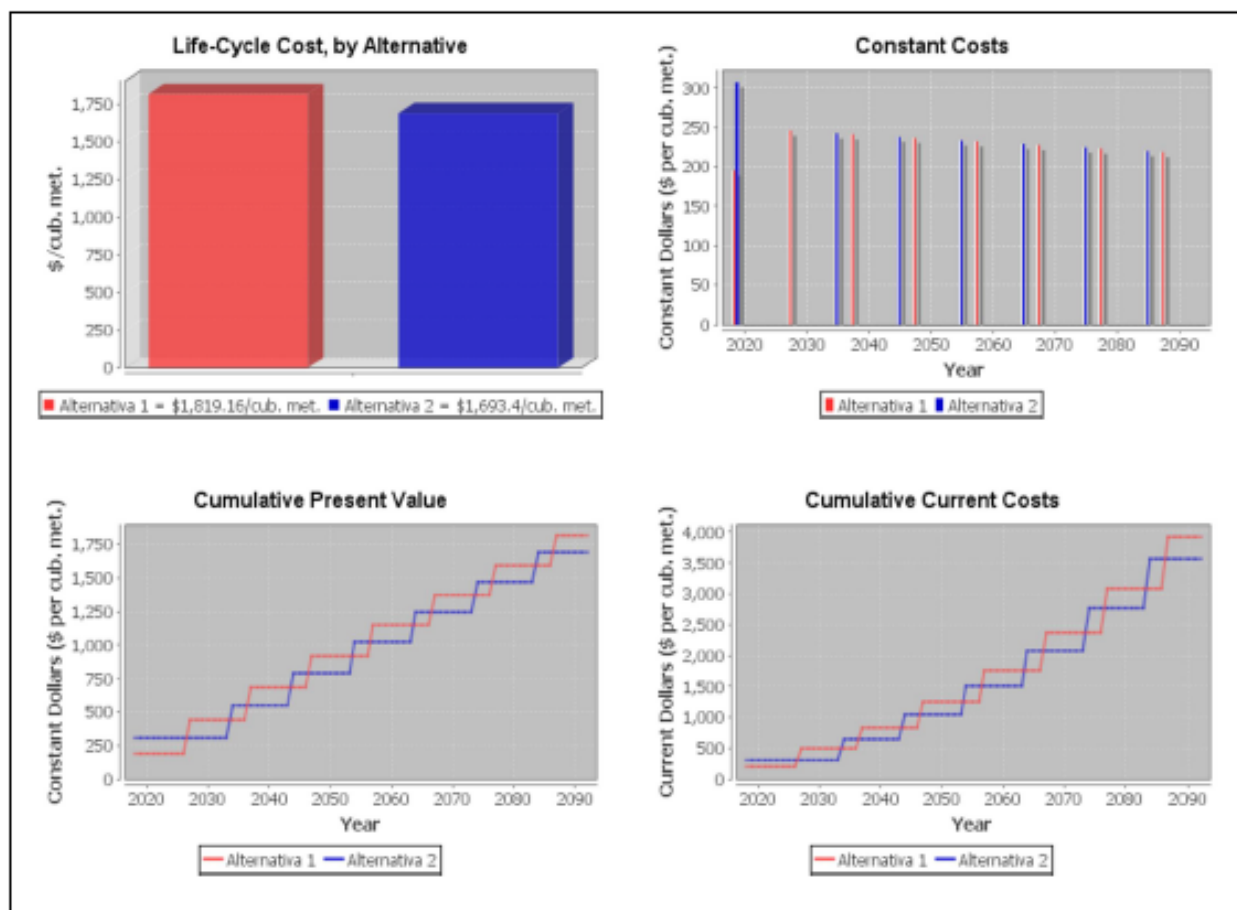 Life-Cycle Cost, by Alternative
$/cub. met.
1,750
1,500
1,250
1,000
750
500
250
0
Alternativa 1 = $1,819.16/cub. met. Alternativa 2 = $1,693.4/cub. met.
Constant Costs
Constant Dollars ($ per cub. met.)
300
250
200
150
100
50
0
2020 2030 2040 2050 2060 2070 2080 2090
Year
Alternativa 1 Alternativa 2
Cumulative Present Value
Constant Dollars ($ per cub. met.)
1,750
1,500
1,250
1,000
750
500
250
0
2020 2030 2040 2050 2060 2070 2080 2090
Year
Alternativa 1 Alternativa 2
Cumulative Current Costs
Current Dollars ($ per cub. met.)
4,000
3,500
3,000
2,500
2,000
1,500
1,000
500
0
2020 2030 2040 2050 2060 2070 2080 2090
Year
Alternativa 1 Alternativa 2